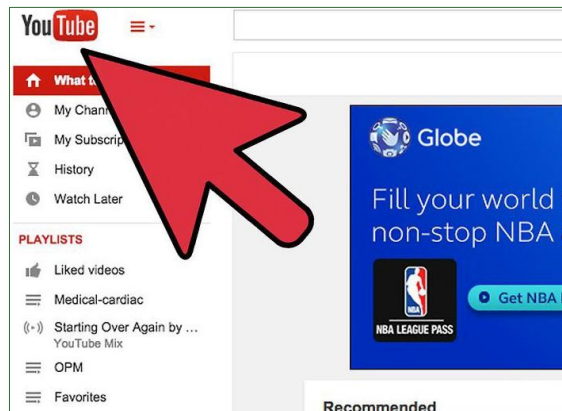 YouTube
What t
My Chann
My Subscrip
History
Watch Later
PLAYLISTS
Liked videos
Medical-cardiac
Starting Over Again by ...
YouTube Mix
OPM
Favorites
Globe
Fill your world
non-stop NBA
NBA LEAGUE PASS
Get NBA
Recommended